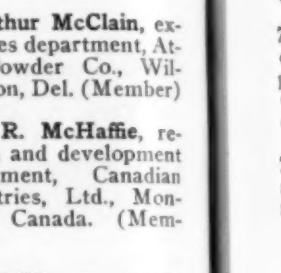 thur McClain, ex-
es department, At-
owder Co., Wil-
on, Del. (Member)
R. McHaffie, re-
and development
ment, Canadian
tries, Ltd., Mon-
Canada. (Mem-